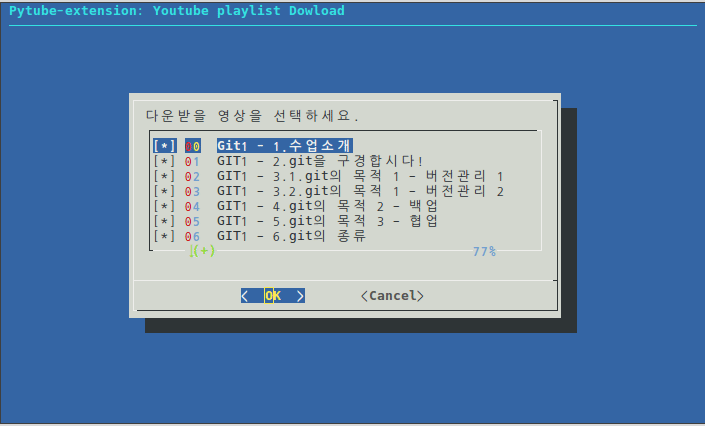 Pytube-extension: Youtube playlist Dowload
다운받을 영상을 선택하세요.
[*] 00 Git1 - 1.수업소개
[*] 01 GIT1 - 2.git을 구경합시다!
[*] 02 GIT1 - 3.1.git의 목적 1 - 버전관리 1
[*] 03 GIT1 - 3.2.git의 목적 1 - 버전관리 2
[*] 04 GIT1 - 4.git의 목적 2 - 백업
[*] 05 GIT1 - 5.git의 목적 3 - 협업
[*] 06 GIT1 - 6.git의 종류
(+) 77%
< OK > <Cancel>